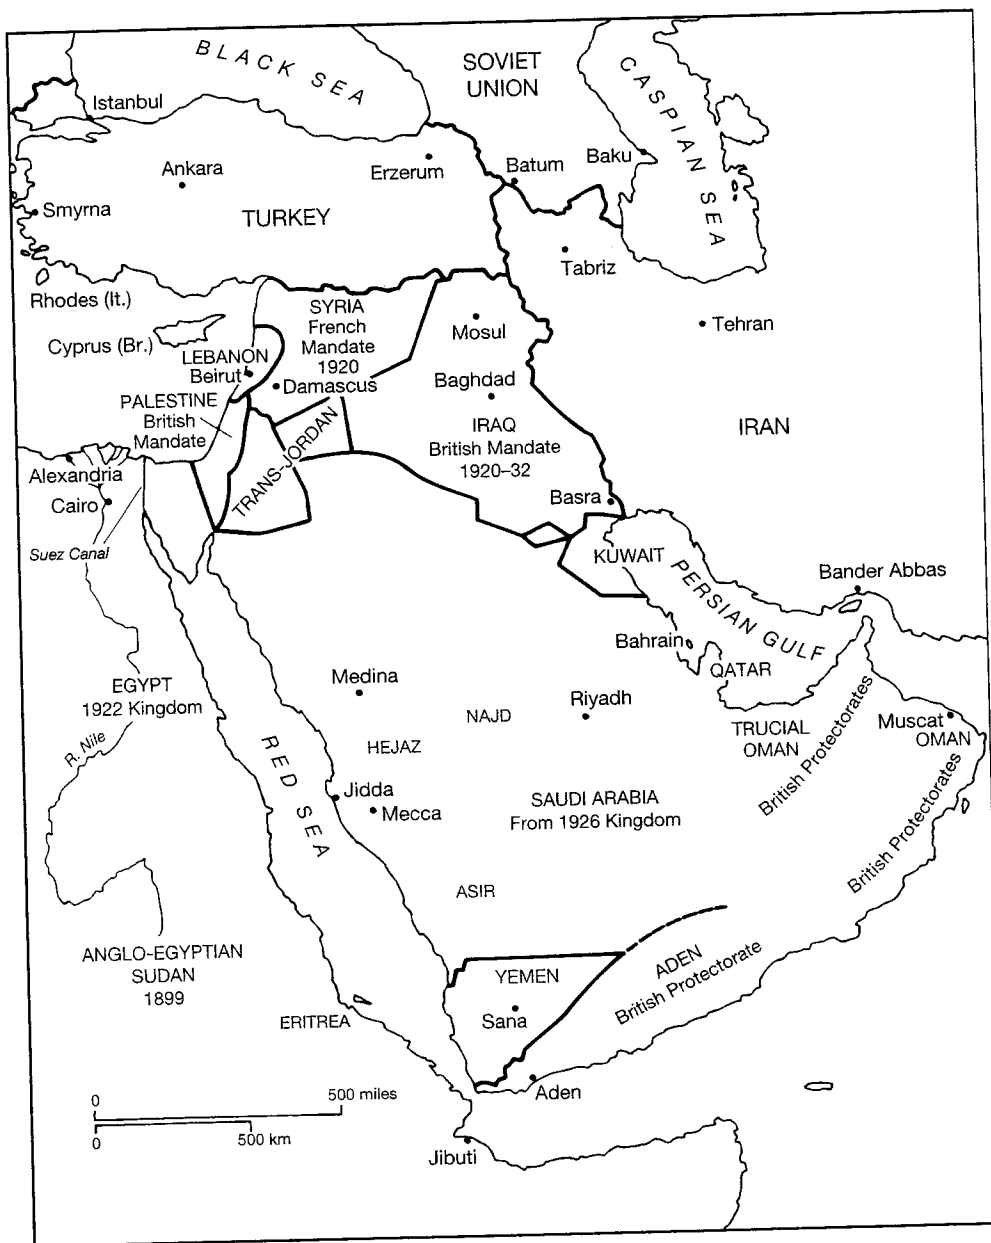 BLACK SEA
SOVIET
UNION
CASPIAN SEA
Istanbul
Ankara
Erzerum
Batum
Baku
Smyrna
TURKEY
Tabriz
Rhodes (It.)
SYRIA
French
Mandate
1920
Mosul
Tehran
Cyprus (Br.)
LEBANON
Beirut
Damascus
Baghdad
PALESTINE
British
Mandate
TRANS-JORDAN
IRAQ
British Mandate
1920–32
IRAN
Alexandria
Cairo
Basra
Suez Canal
KUWAIT
PERSIAN GULF
Bander Abbas
Bahrain
QATAR
Medina
EGYPT
1922 Kingdom
NAJD
Riyadh
TRUCIAL
OMAN
British Protectorates
Muscat
OMAN
R. Nile
RED SEA
HEJAZ
Jidda
Mecca
SAUDI ARABIA
From 1926 Kingdom
British Protectorates
ASIR
ANGLO-EGYPTIAN
SUDAN
1899
YEMEN
Sana
ADEN
British Protectorate
ERITREA
Aden
0
500 miles
0
500 km
Jibuti